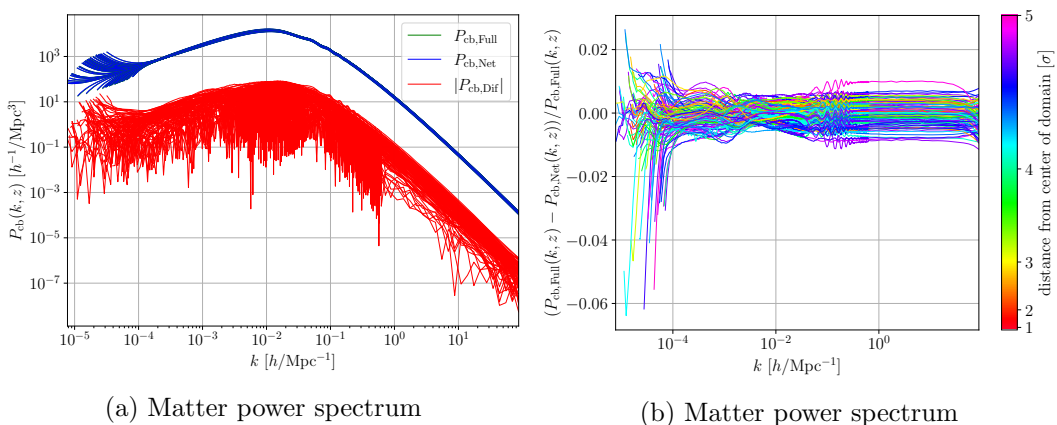 P_cb,Full
P_cb,Net
|P_cb,Dif|
P_cb(k, z) [h^−1/Mpc^3]
10^3
10^1
10^−1
10^−3
10^−5
10^−7
10^−5 10^−4 10^−3 10^−2 10^−1 10^0 10^1
k [h/Mpc^−1]
(a) Matter power spectrum
(P_cb,Full(k, z) − P_cb,Net(k, z))/P_cb,Full(k, z)
0.02
0.00
−0.02
−0.04
−0.06
10^−4 10^−2 10^0
k [h/Mpc^−1]
5
4
3
2
1
distance from center of domain [σ]
(b) Matter power spectrum